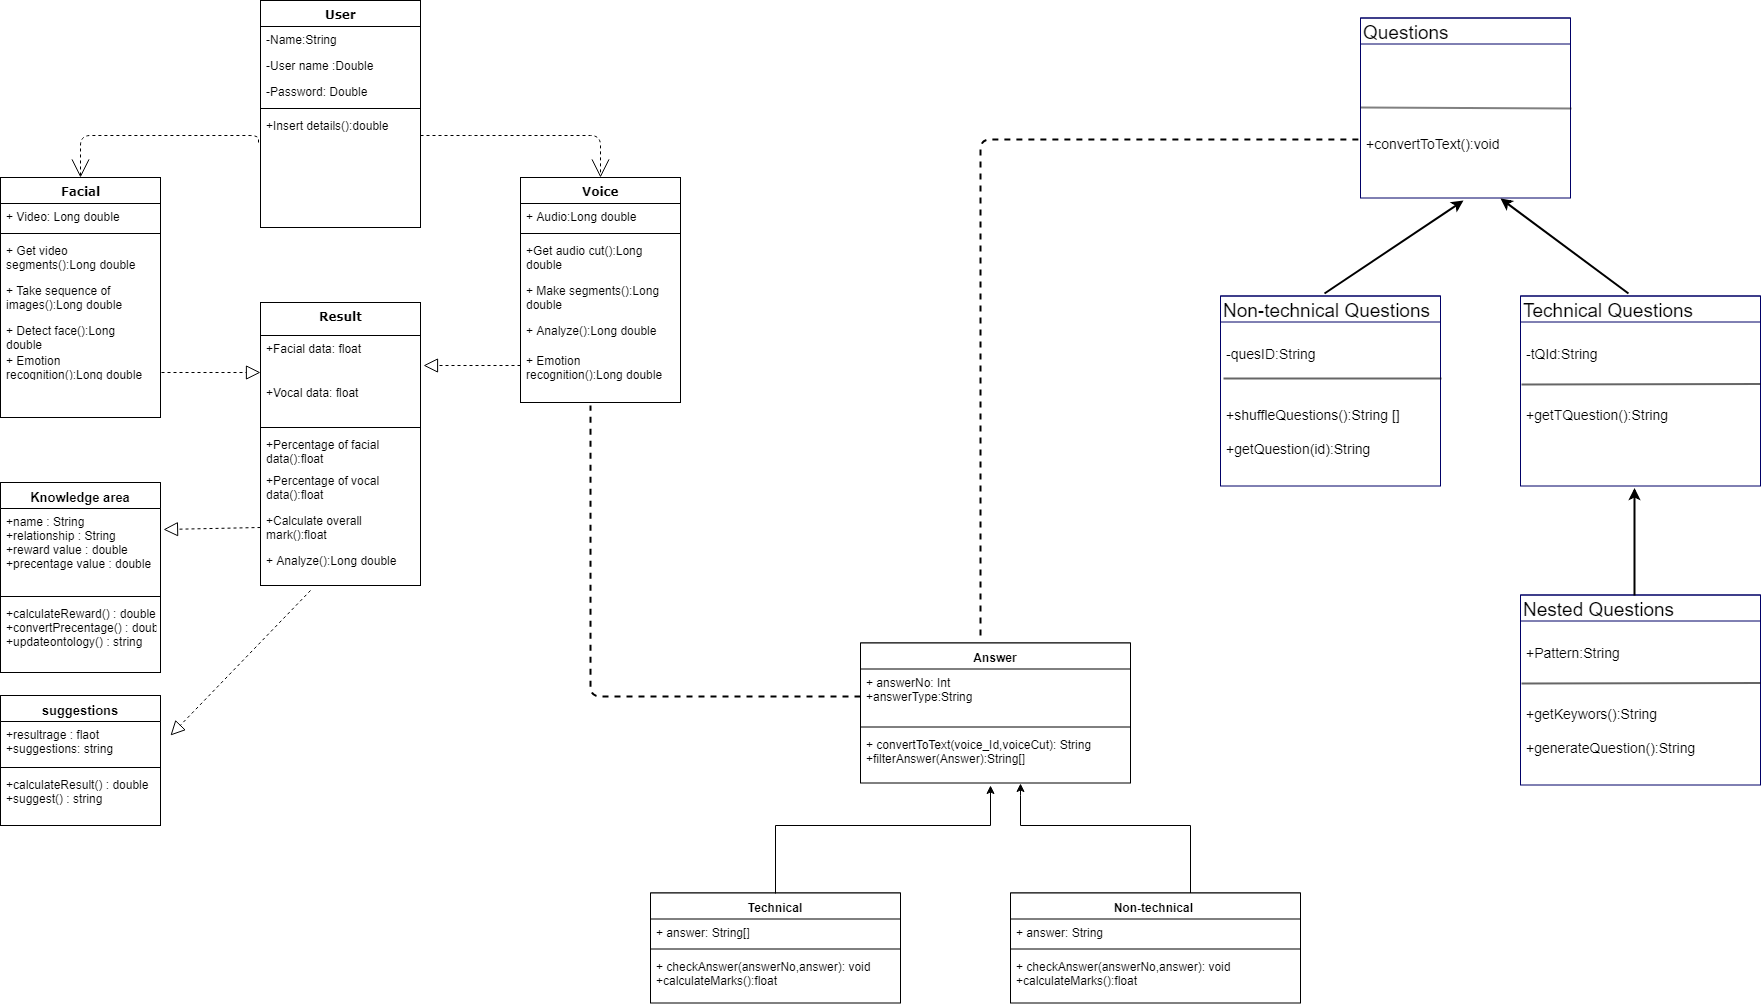 User
-Name:String
-User name :Double
-Password: Double
+Insert details():double
Facial
+ Video: Long double
+ Get video
segments():Long double
+ Take sequence of
images():Long double
+ Detect face():Long
double
+ Emotion
recognition():Long double
Voice
+ Audio:Long double
+Get audio cut():Long
double
+ Make segments():Long
double
+ Analyze():Long double
+ Emotion
recognition():Long double
Result
+Facial data: float
+Vocal data: float
+Percentage of facial
data():float
+Percentage of vocal
data():float
+Calculate overall
mark():float
+ Analyze():Long double
Knowledge area
+name : String
+relationship : String
+reward value : double
+precentage value : double
+calculateReward() : double
+convertPrecentage() : doub
+updateontology() : string
suggestions
+resultrage : flaot
+suggestions: string
+calculateResult() : double
+suggest() : string
Questions
+convertToText():void
Non-technical Questions
-quesID:String
+shuffleQuestions():String []
+getQuestion(id):String
Technical Questions
-tQId:String
+getTQuestion():String
Nested Questions
+Pattern:String
+getKeywors():String
+generateQuestion():String
Answer
+ answerNo: Int
+answerType:String
+ convertToText(voice_Id,voiceCut): String
+filterAnswer(Answer):String[]
Technical
+ answer: String[]
+ checkAnswer(answerNo,answer): void
+calculateMarks():float
Non-technical
+ answer: String
+ checkAnswer(answerNo,answer): void
+calculateMarks():float